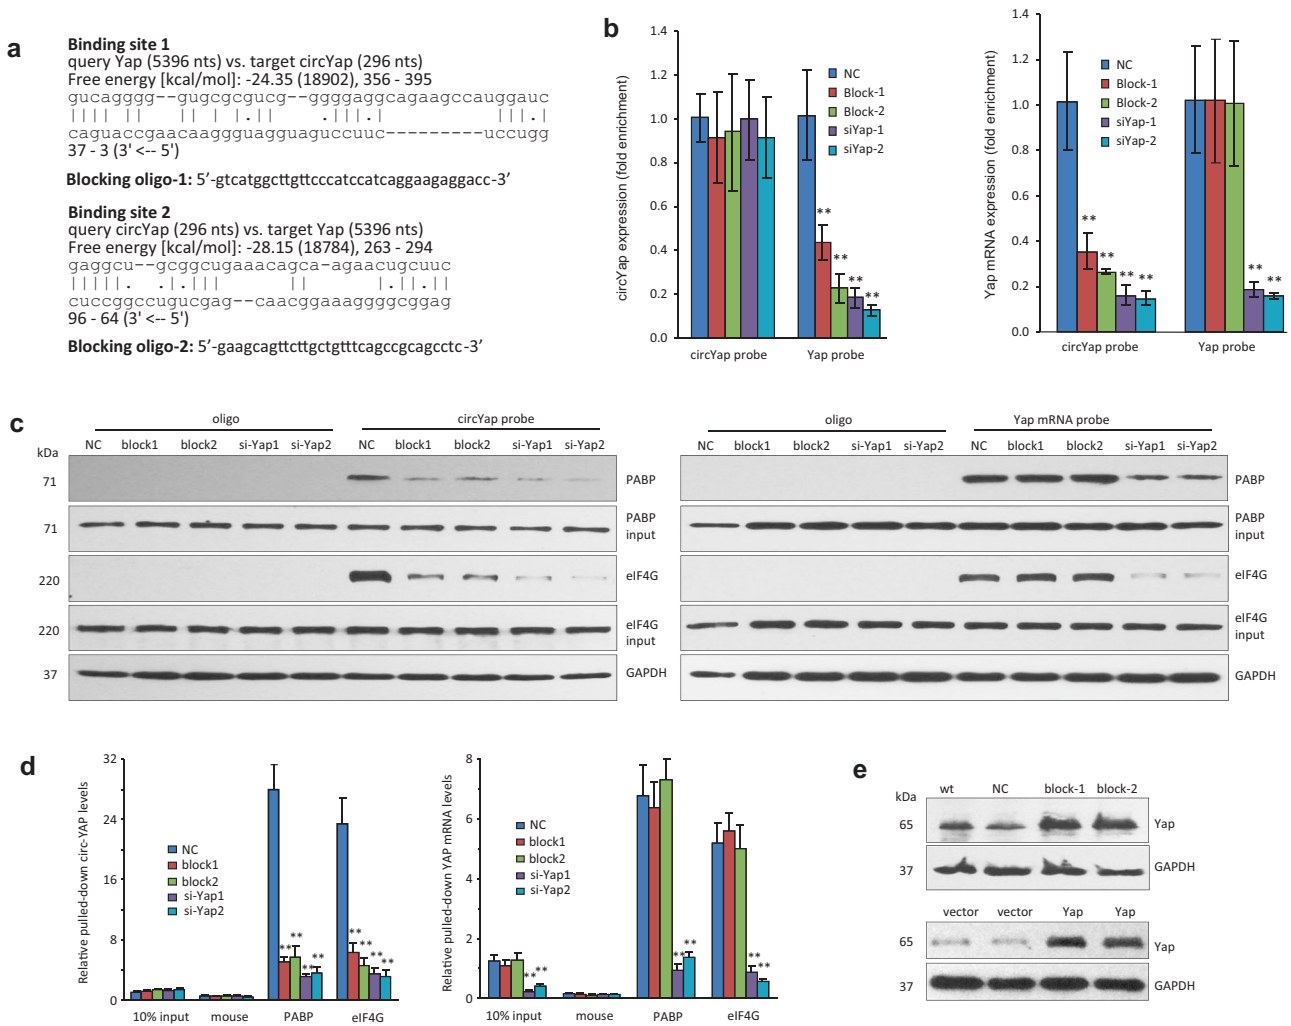 a
Binding site 1
query Yap (5396 nts) vs. target circYap (296 nts)
Free energy [kcal/mol]: -24.35 (18902), 356 - 395
gucagggg--gugcgcgucg--ggggaggcagaagccauggauc
caguaccgaacaaggguagguaguccuuc----------uccugg
37 - 3 (3' <-- 5')
Blocking oligo-1: 5'-gtcatggcttgttcccatccatcaggaagaggacc-3'
Binding site 2
query circYap (296 nts) vs. target Yap (5396 nts)
Free energy [kcal/mol]: -28.15 (18784), 263 - 294
gaggcu--gcggcugaaacagca-agaacugcuuc
cuccggccugucgag--caacggaaaggggcggag
96 - 64 (3' <-- 5')
Blocking oligo-2: 5'-gaagcagttcttgctgtttcagccgcagcctc-3'
b
circYap expression (fold enrichment)
1.4
1.2
1.0
0.8
0.6
0.4
0.2
0.0
NC
Block-1
Block-2
siYap-1
siYap-2
** ** ** **
circYap probe Yap probe
Yap mRNA expression (fold enrichment)
1.4
1.2
1.0
0.8
0.6
0.4
0.2
0.0
NC
Block-1
Block-2
siYap-1
siYap-2
** ** ** ** ** **
circYap probe Yap probe
c
oligo circYap probe
kDa NC block1 block2 si-Yap1 si-Yap2 NC block1 block2 si-Yap1 si-Yap2
71 PABP
71 PABP input
220 eIF4G
220 eIF4G input
37 GAPDH
oligo Yap mRNA probe
NC block1 block2 si-Yap1 si-Yap2 NC block1 block2 si-Yap1 si-Yap2
PABP
PABP input
eIF4G
eIF4G input
GAPDH
d
Relative pulled-down circ-YAP levels
32
24
16
8
0
NC
block1
block2
si-Yap1
si-Yap2
** ** ** ** ** ** ** **
10% input mouse PABP eIF4G
Relative pulled-down YAP mRNA levels
8
6
4
2
0
NC
block1
block2
si-Yap1
si-Yap2
** ** ** ** ** **
10% input mouse PABP eIF4G
e
kDa wt NC block-1 block-2
65 Yap
37 GAPDH
vector vector Yap Yap
65 Yap
37 GAPDH